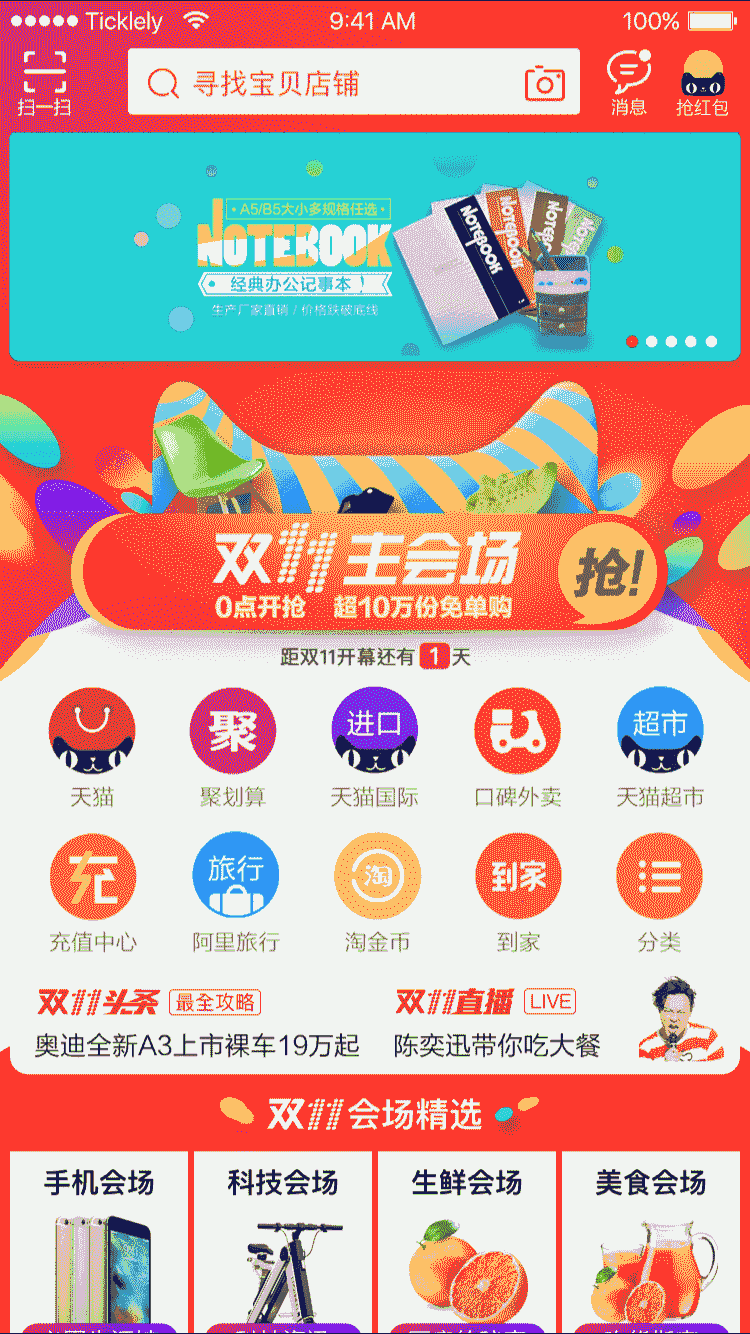 Ticklely 9:41 AM 100%
寻找宝贝店铺
扫一扫 消息 抢红包
A5/B5大小多规格任选
NOTEBOOK
经典办公记事本
生产厂家直销 / 价格跌破底线
NOTEBOOK
NOTEBOOK
双11主会场
抢!
0点开抢 超10万份免单购
距双11开幕还有 1 天
聚 进口 超市
天猫 聚划算 天猫国际 口碑外卖 天猫超市
充 旅行 淘 到家
充值中心 阿里旅行 淘金币 到家 分类
双11头条 最全攻略 双11直播 LIVE
奥迪全新A3上市裸车19万起 陈奕迅带你吃大餐
双11会场精选
手机会场 科技会场 生鲜会场 美食会场